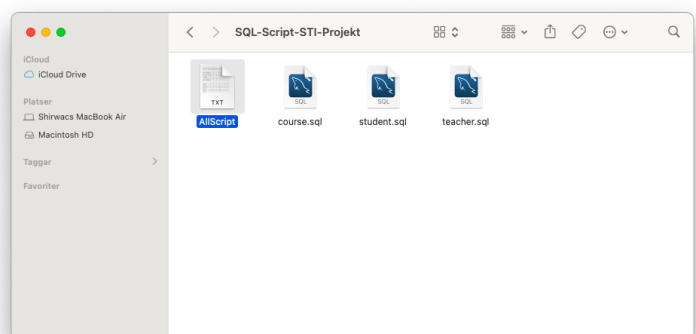 SQL-Script-STI-Projekt
iCloud
iCloud Drive
Platser
Shirwacs MacBook Air
Macintosh HD
Taggar
Favoriter
TXT
SQL
SQL
SQL
AllScript
course.sql
student.sql
teacher.sql